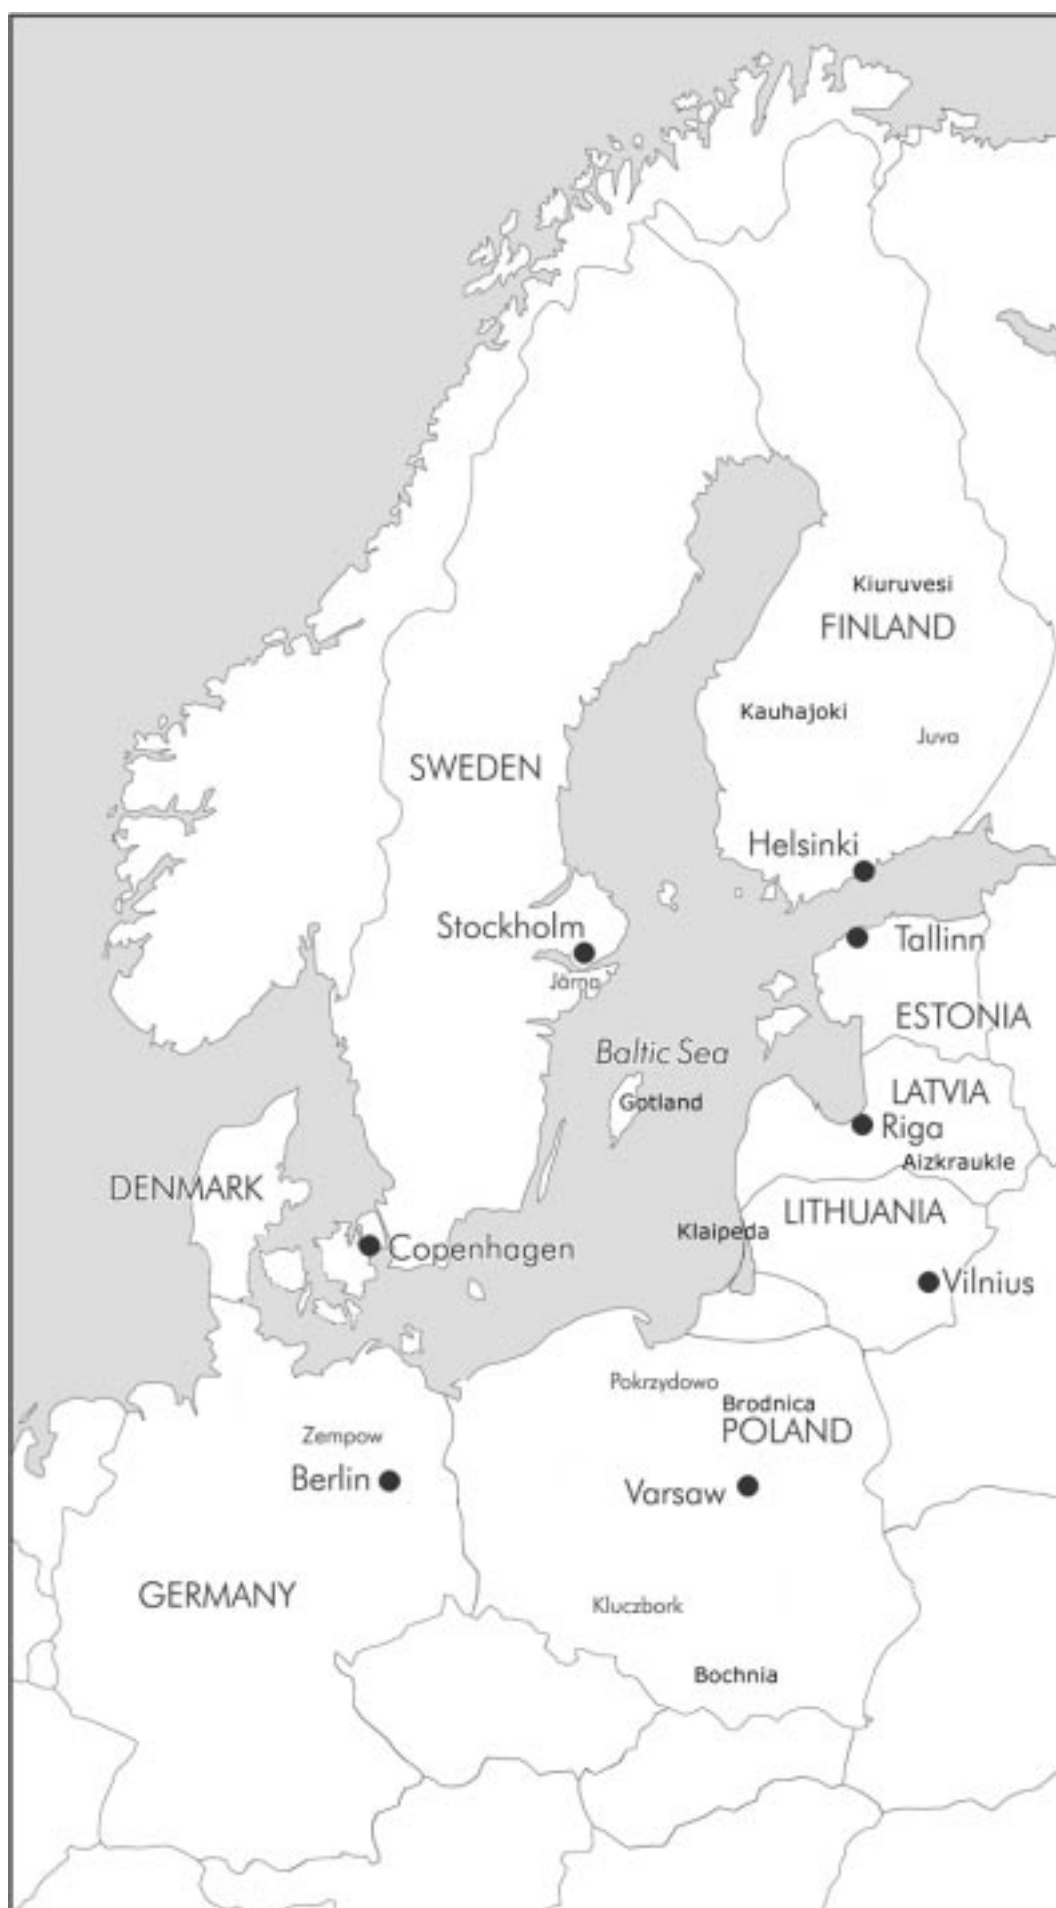 Kiuruvesi
FINLAND
Kauhajoki
Juva
SWEDEN
Helsinki
Stockholm
Tallinn
Järna
ESTONIA
Baltic Sea
LATVIA
Gotland
Riga
Aizkraukle
DENMARK
LITHUANIA
Klaipeda
Copenhagen
Vilnius
Pokrzydowo
Brodnica
POLAND
Zempow
Berlin
Varsaw
GERMANY
Kluczbork
Bochnia